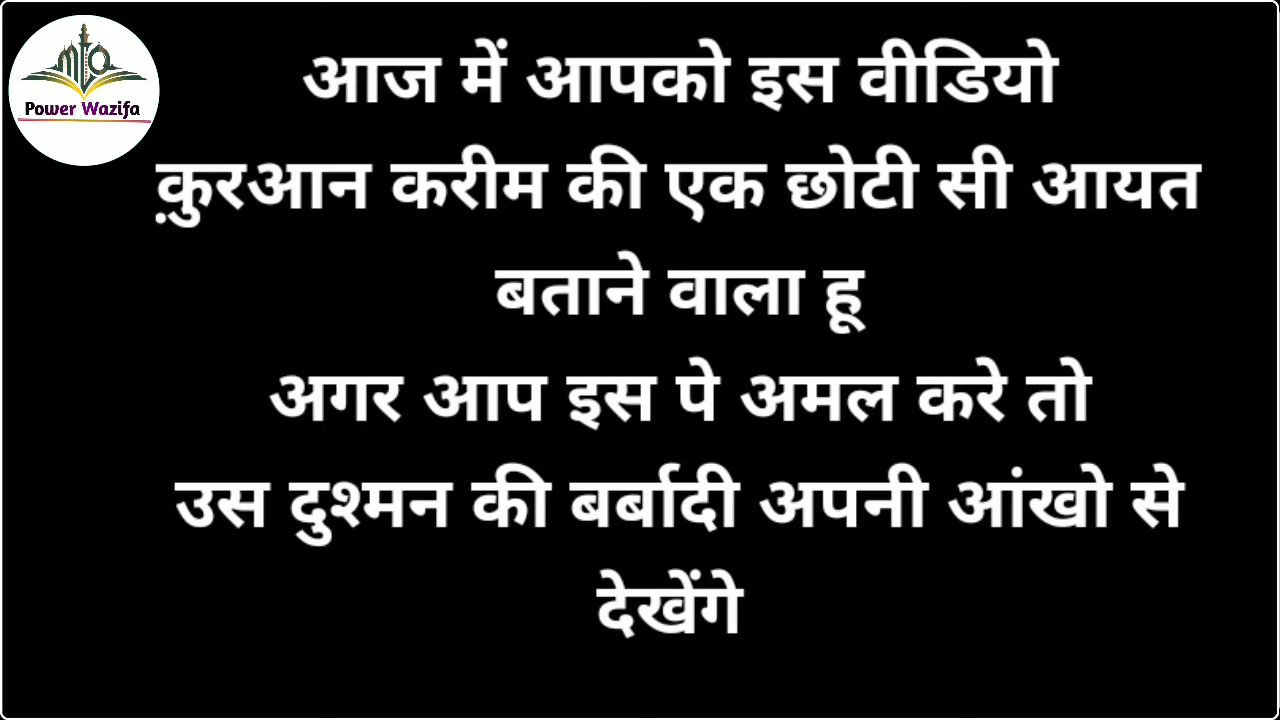 Power Wazifa
आज में आपको इस वीडियो
क़ुरआन करीम की एक छोटी सी आयत
बताने वाला हू
अगर आप इस पे अमल करे तो
उस दुश्मन की बर्बादी अपनी आंखो से
देखेंगे